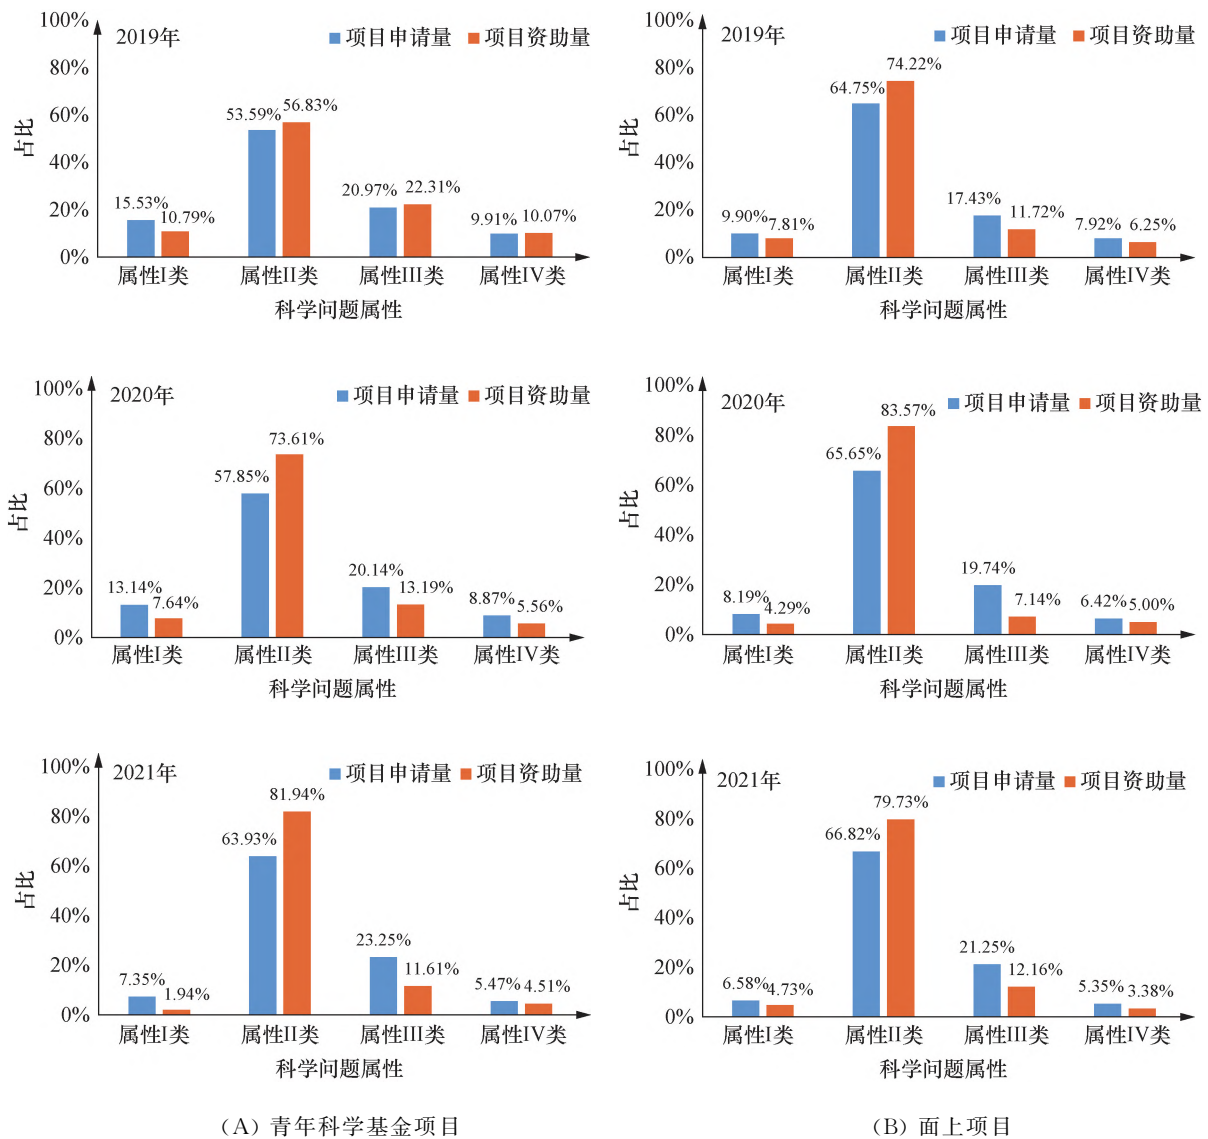 100%
2019年
项目申请量 项目资助量
80%
60%
40%
20%
0%
占比
15.53%
10.79%
53.59%
56.83%
20.97%
22.31%
9.91%
10.07%
属性I类 属性II类 属性III类 属性IV类
科学问题属性
100%
2019年
项目申请量 项目资助量
80%
60%
40%
20%
0%
占比
9.90%
7.81%
64.75%
74.22%
17.43%
11.72%
7.92%
6.25%
属性I类 属性II类 属性III类 属性IV类
科学问题属性
100%
2020年
项目申请量 项目资助量
80%
60%
40%
20%
0%
占比
13.14%
7.64%
57.85%
73.61%
20.14%
13.19%
8.87%
5.56%
属性I类 属性II类 属性III类 属性IV类
科学问题属性
100%
2020年
项目申请量 项目资助量
80%
60%
40%
20%
0%
占比
8.19%
4.29%
65.65%
83.57%
19.74%
7.14%
6.42%
5.00%
属性I类 属性II类 属性III类 属性IV类
科学问题属性
100%
2021年
项目申请量 项目资助量
80%
60%
40%
20%
0%
占比
7.35%
1.94%
63.93%
81.94%
23.25%
11.61%
5.47%
4.51%
属性I类 属性II类 属性III类 属性IV类
科学问题属性
100%
2021年
项目申请量 项目资助量
80%
60%
40%
20%
0%
占比
6.58%
4.73%
66.82%
79.73%
21.25%
12.16%
5.35%
3.38%
属性I类 属性II类 属性III类 属性IV类
科学问题属性
(A) 青年科学基金项目
(B) 面上项目